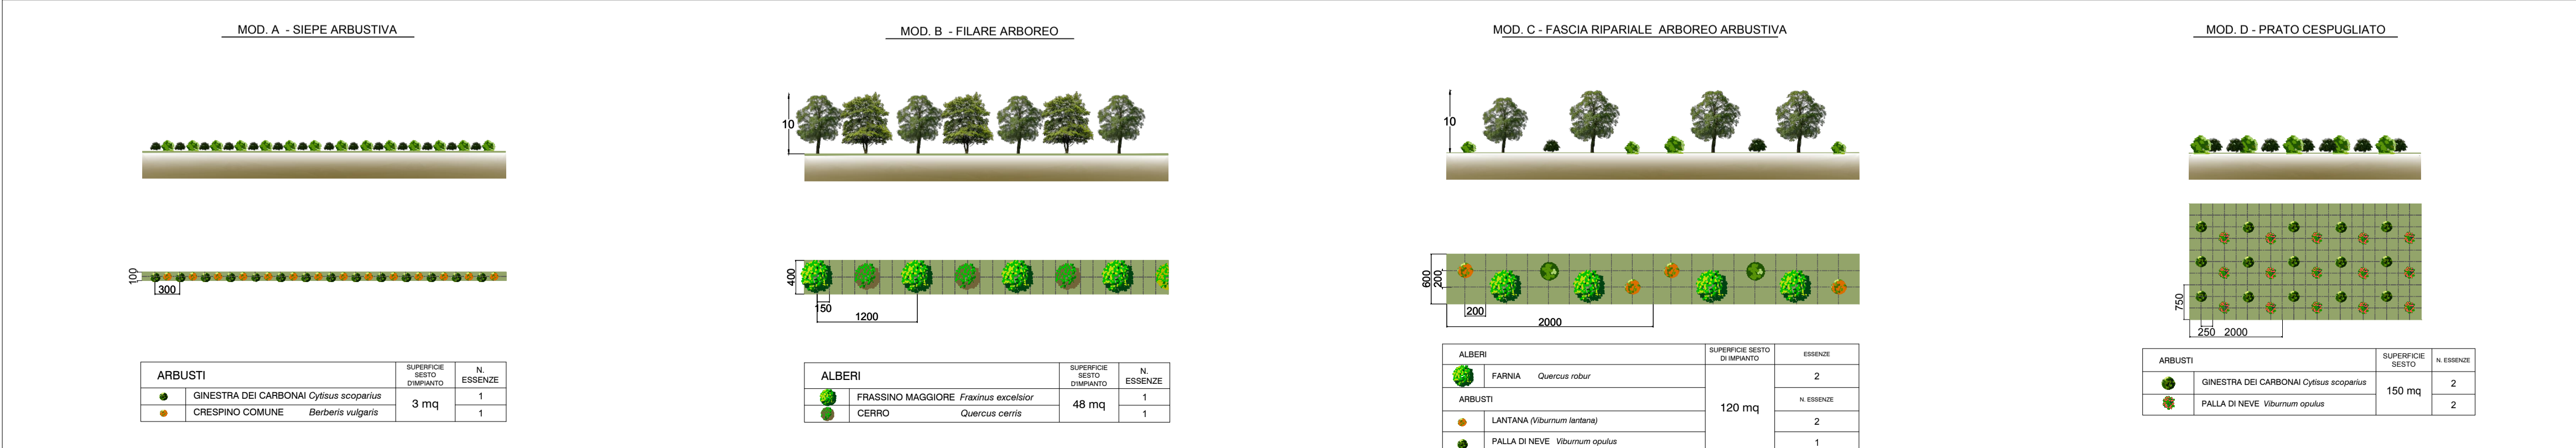 MOD. A - SIEPE ARBUSTIVA
100
300
ARBUSTI
SUPERFICIE
SESTO
D'IMPIANTO
N.
ESSENZE
GINESTRA DEI CARBONAI Cytisus scoparius
3 mq
1
CRESPINO COMUNE Berberis vulgaris
1
MOD. B - FILARE ARBOREO
10
400
150
1200
ALBERI
SUPERFICIE
SESTO
D'IMPIANTO
N.
ESSENZE
FRASSINO MAGGIORE Fraxinus excelsior
48 mq
1
CERRO Quercus cerris
1
MOD. C - FASCIA RIPARIALE ARBOREO ARBUSTIVA
10
600
200
200
2000
ALBERI
SUPERFICIE SESTO
DI IMPIANTO
ESSENZE
FARNIA Quercus robur
2
ARBUSTI
120 mq
N. ESSENZE
LANTANA (Viburnum lantana)
2
PALLA DI NEVE Viburnum opulus
1
MOD. D - PRATO CESPUGLIATO
750
250 2000
ARBUSTI
SUPERFICIE
SESTO
N. ESSENZE
GINESTRA DEI CARBONAI Cytisus scoparius
150 mq
2
PALLA DI NEVE Viburnum opulus
2